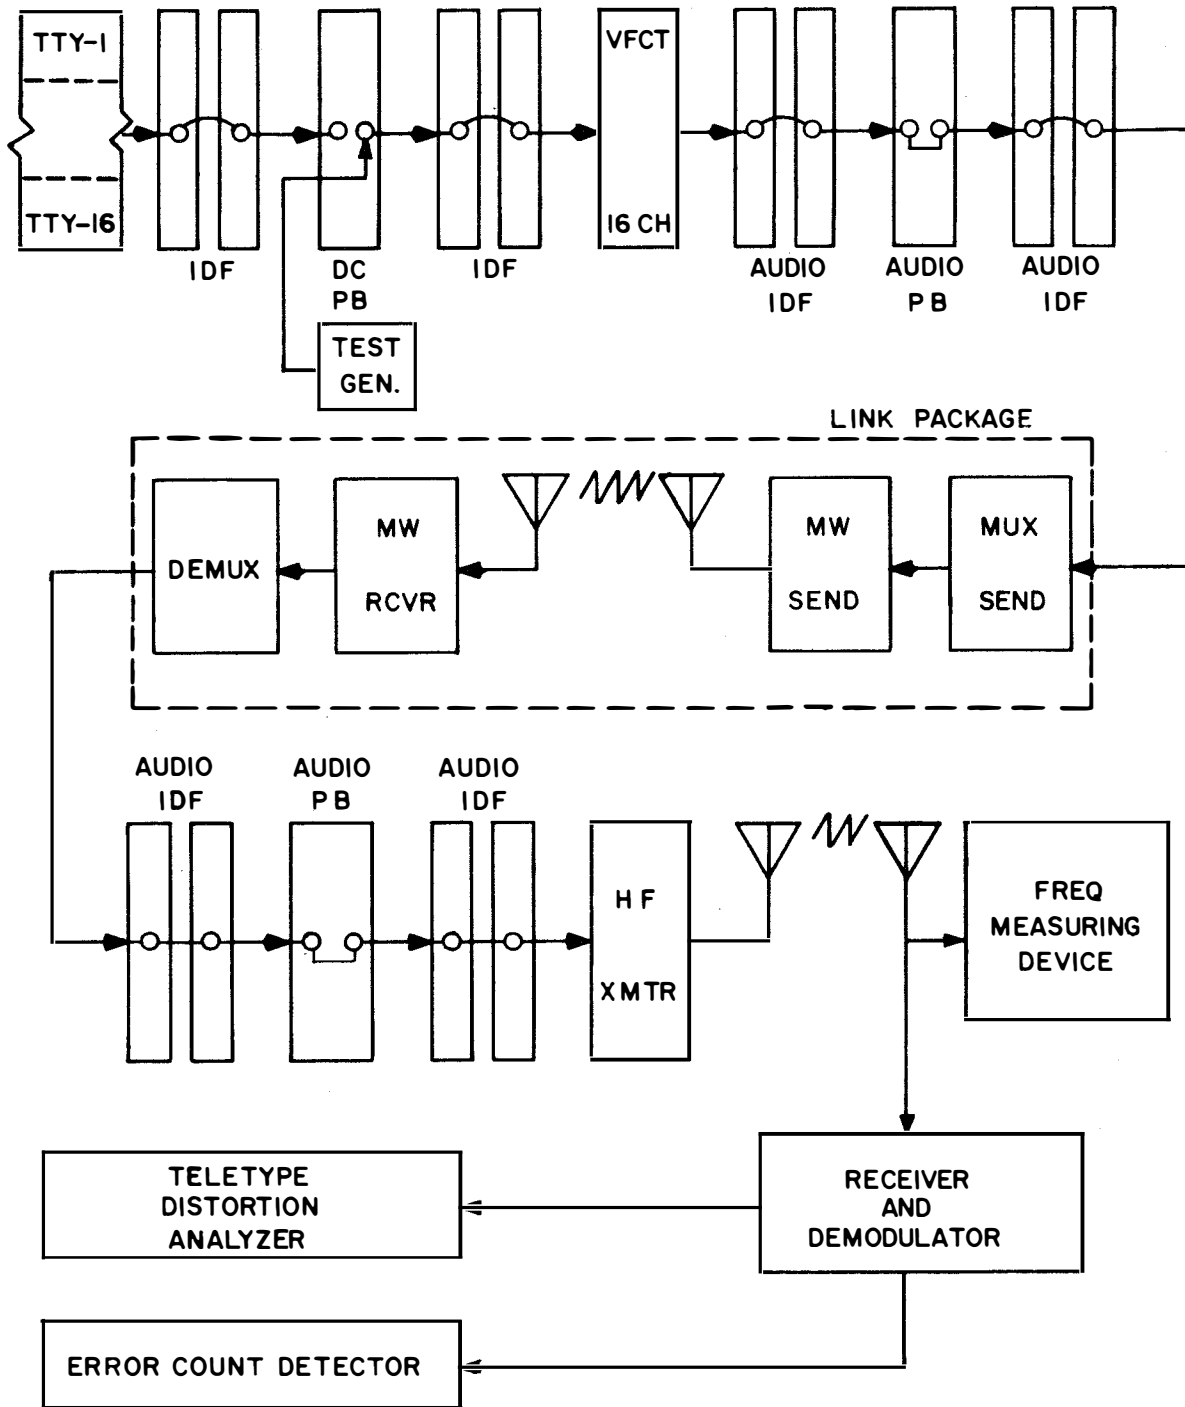 TTY-1
TTY-16
IDF
DC
PB
IDF
VFCT
16 CH
AUDIO
IDF
AUDIO
PB
AUDIO
IDF
TEST
GEN.
LINK PACKAGE
DEMUX
MW
RCVR
MW
SEND
MUX
SEND
AUDIO
IDF
AUDIO
PB
AUDIO
IDF
HF
XMTR
FREQ
MEASURING
DEVICE
TELETYPE
DISTORTION
ANALYZER
RECEIVER
AND
DEMODULATOR
ERROR COUNT DETECTOR